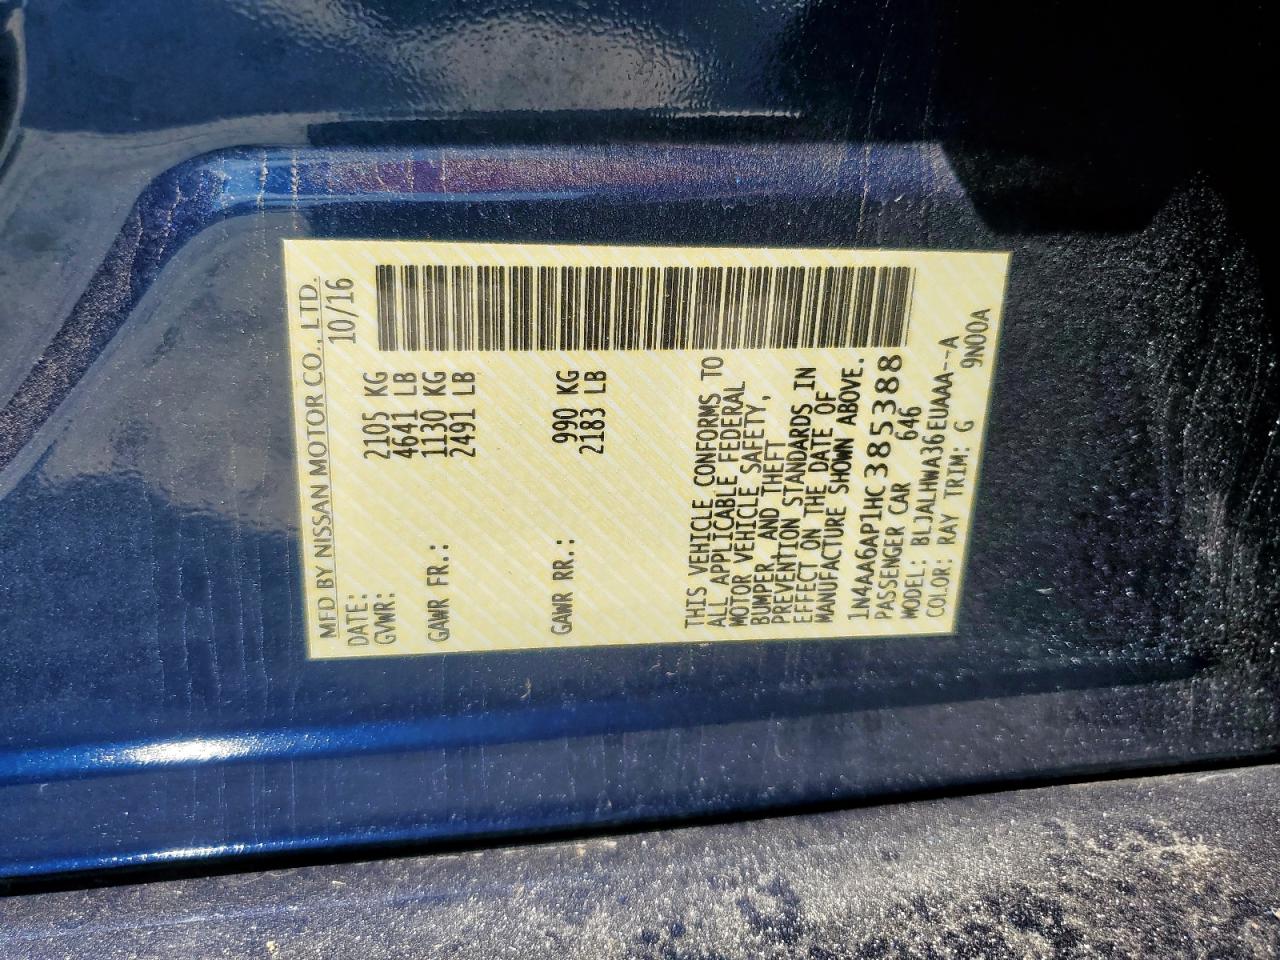 MFD BY NISSAN MOTOR CO., LTD.
DATE: 10/16
GVWR: 2105 KG
4641 LB
GAWR FR.: 1130 KG
2491 LB
GAWR RR.: 990 KG
2183 LB
THIS VEHICLE CONFORMS TO
ALL APPLICABLE FEDERAL
MOTOR VEHICLE SAFETY,
BUMPER, AND THEFT
PREVENTION STANDARDS IN
EFFECT ON THE DATE OF
MANUFACTURE SHOWN ABOVE.
1N4AA6AP1HC385388
PASSENGER CAR 646
MODEL: BLJALHWA36EUAAA--A
COLOR: RAY TRIM: G 9N00A